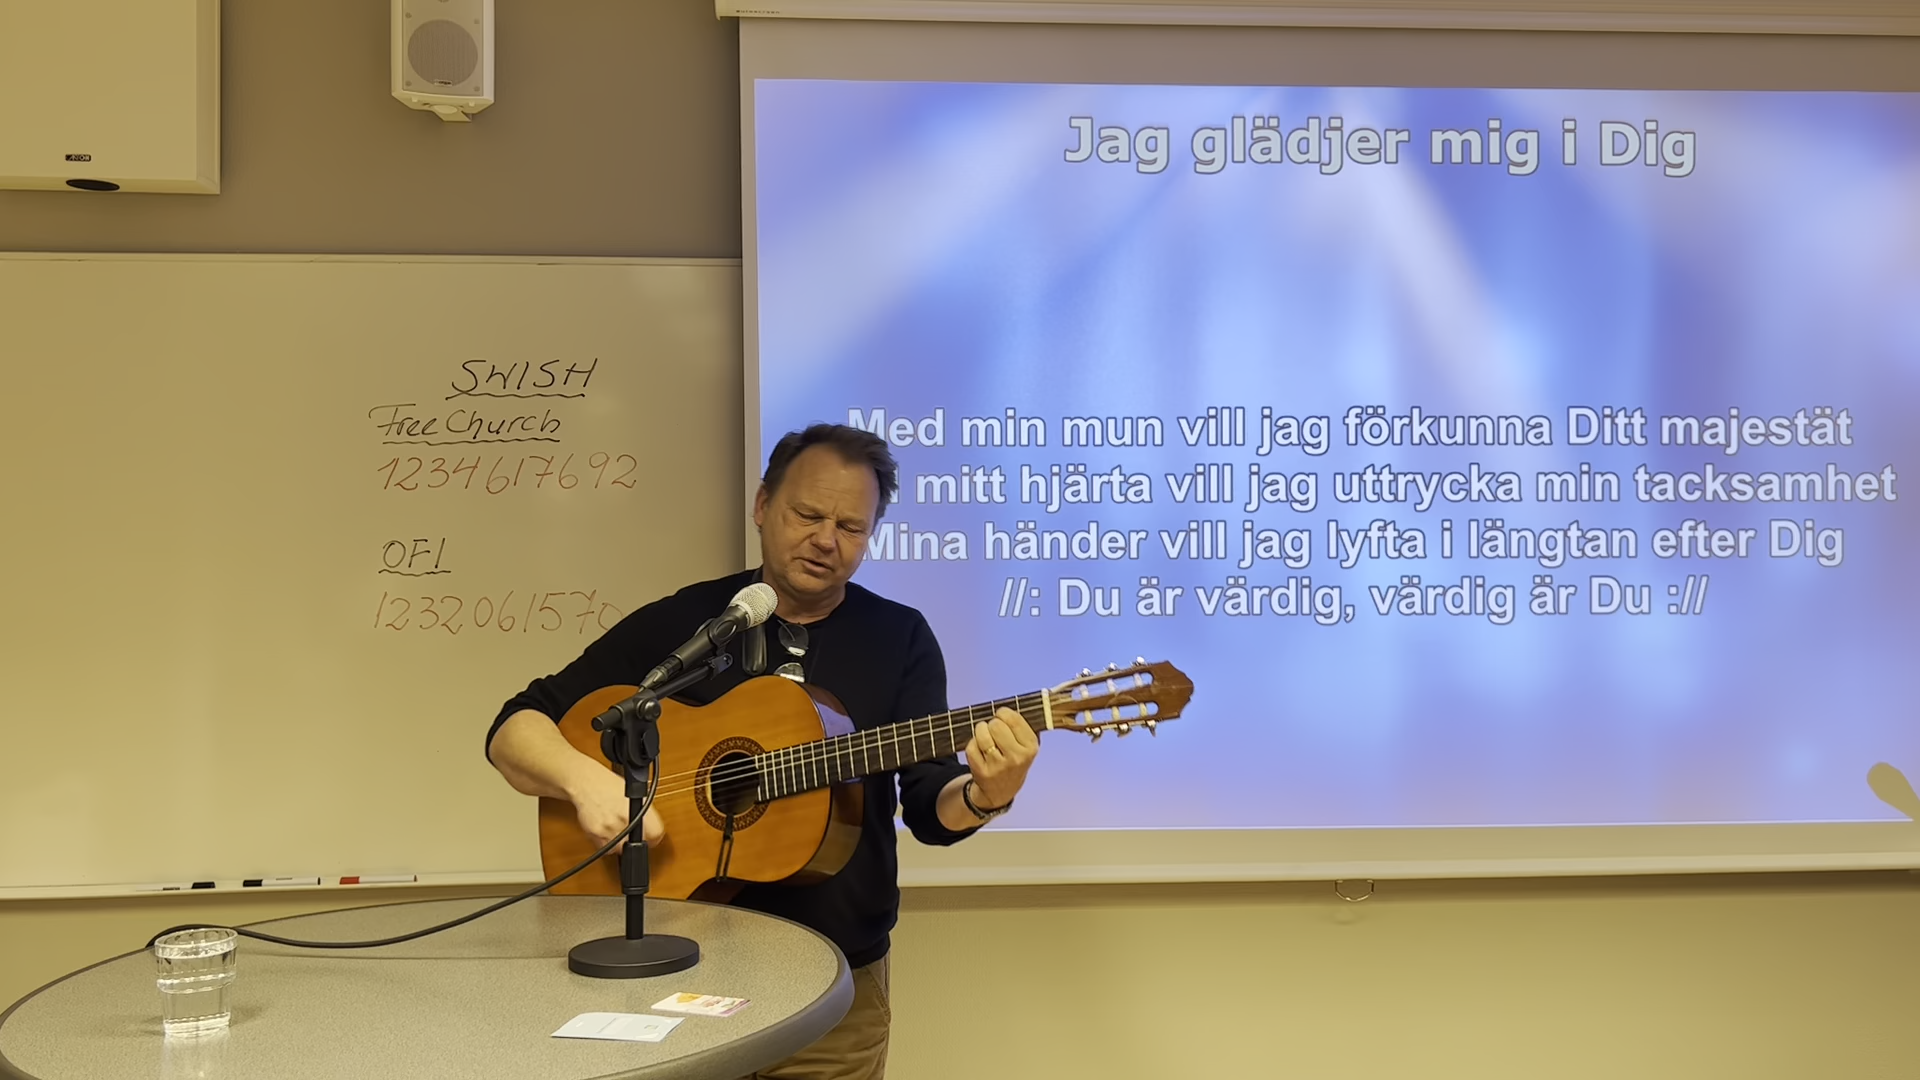 SWISH
Free Church
1234617692
OFI
123206157
Jag glädjer mig i Dig
Med min mun vill jag förkunna Ditt majestät
mitt hjärta vill jag uttrycka min tacksamhet
Mina händer vill jag lyfta i längtan efter Dig
//: Du är värdig, värdig är Du ://